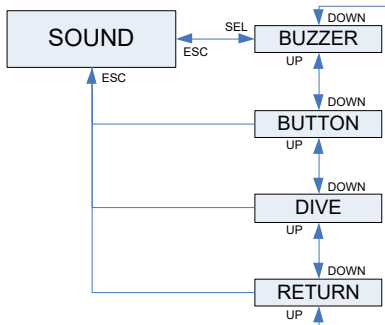 DOWN
SOUND
SEL
BUZZER
ESC
UP
ESC
DOWN
BUTTON
UP
DOWN
DIVE
UP
DOWN
RETURN
UP